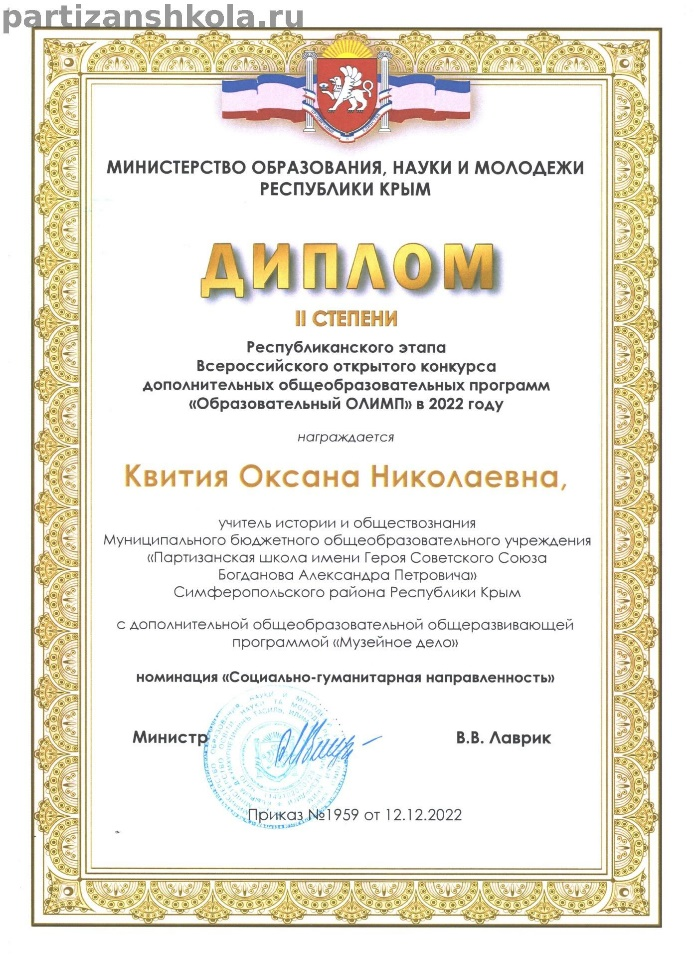 partizanshkola.ru
МИНИСТЕРСТВО ОБРАЗОВАНИЯ, НАУКИ И МОЛОДЕЖИ
РЕСПУБЛИКИ КРЫМ
ДИПЛОМ
II СТЕПЕНИ
Республиканского этапа
Всероссийского открытого конкурса
дополнительных общеобразовательных программ
«Образовательный ОЛИМП» в 2022 году
награждается
Квития Оксана Николаевна,
учитель истории и обществознания
Муниципального бюджетного общеобразовательного учреждения
«Партизанская школа имени Героя Советского Союза
Богданова Александра Петровича»
Симферопольского района Республики Крым
с дополнительной общеобразовательной общеразвивающей
программой «Музейное дело»
номинация «Социально-гуманитарная направленность»
Министр В.В. Лаврик
Приказ №1959 от 12.12.2022